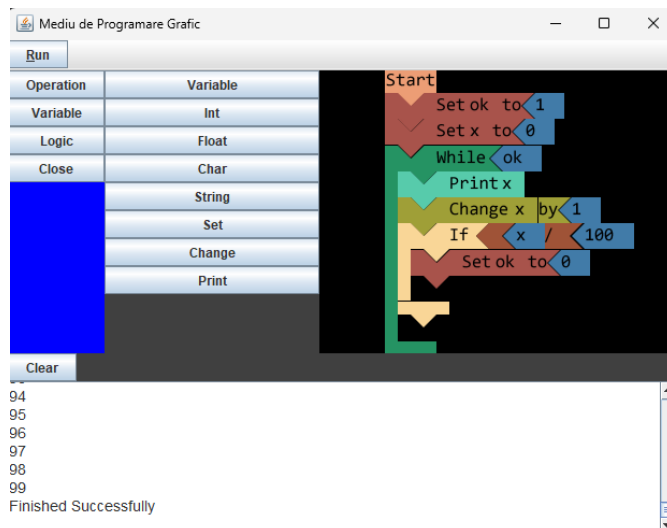 Mediu de Programare Grafic
Run
Operation
Variable
Logic
Close
Variable
Int
Float
Char
String
Set
Change
Print
Start
Set ok to 1
Set x to 0
While ok
Print x
Change x by 1
If x / 100
Set ok to 0
Clear
94
95
96
97
98
99
Finished Successfully